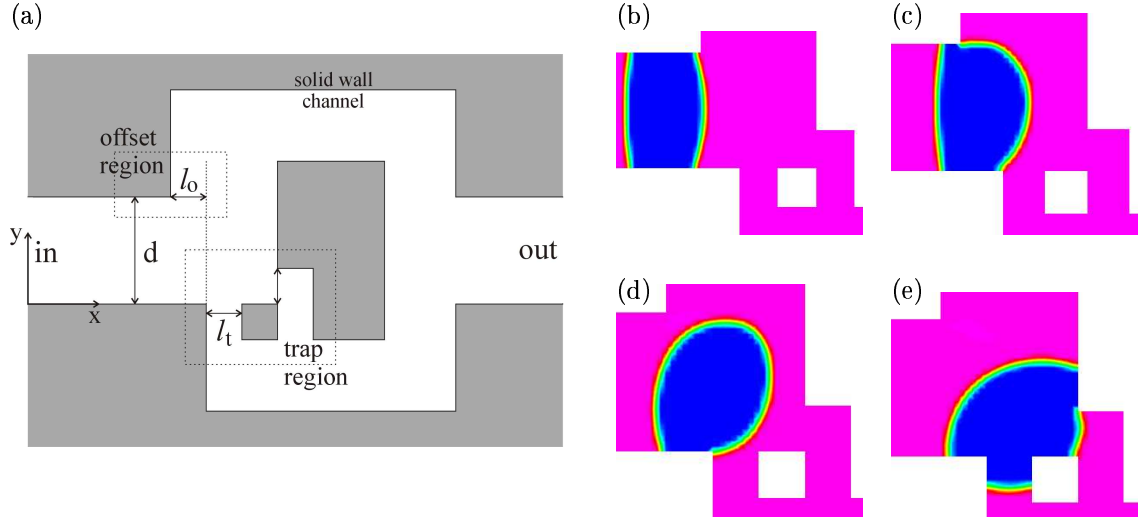 (a)
solid wall
channel
offset
region
l_o
y
in
d
out
x
l_t
trap
region
(b)
(c)
(d)
(e)